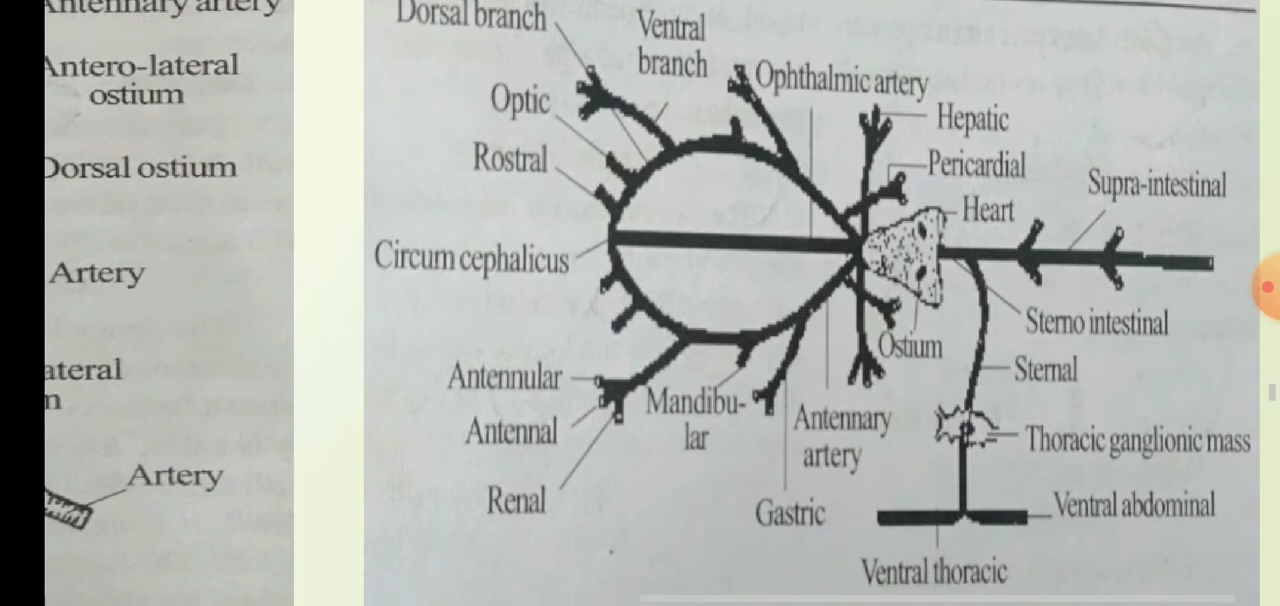 Antennary artery
Antero-lateral
ostium
Dorsal ostium
Artery
ateral
n
Artery
Dorsal branch
Ventral
branch
Ophthalmic artery
Optic
Hepatic
Rostral
Pericardial
Supra-intestinal
Heart
Circum cephalicus
Sterno intestinal
Ostium
Sternal
Antennular
Mandibu-
lar
Antennary
artery
Antennal
Thoracic ganglionic mass
Renal
Gastric
Ventral abdominal
Ventral thoracic